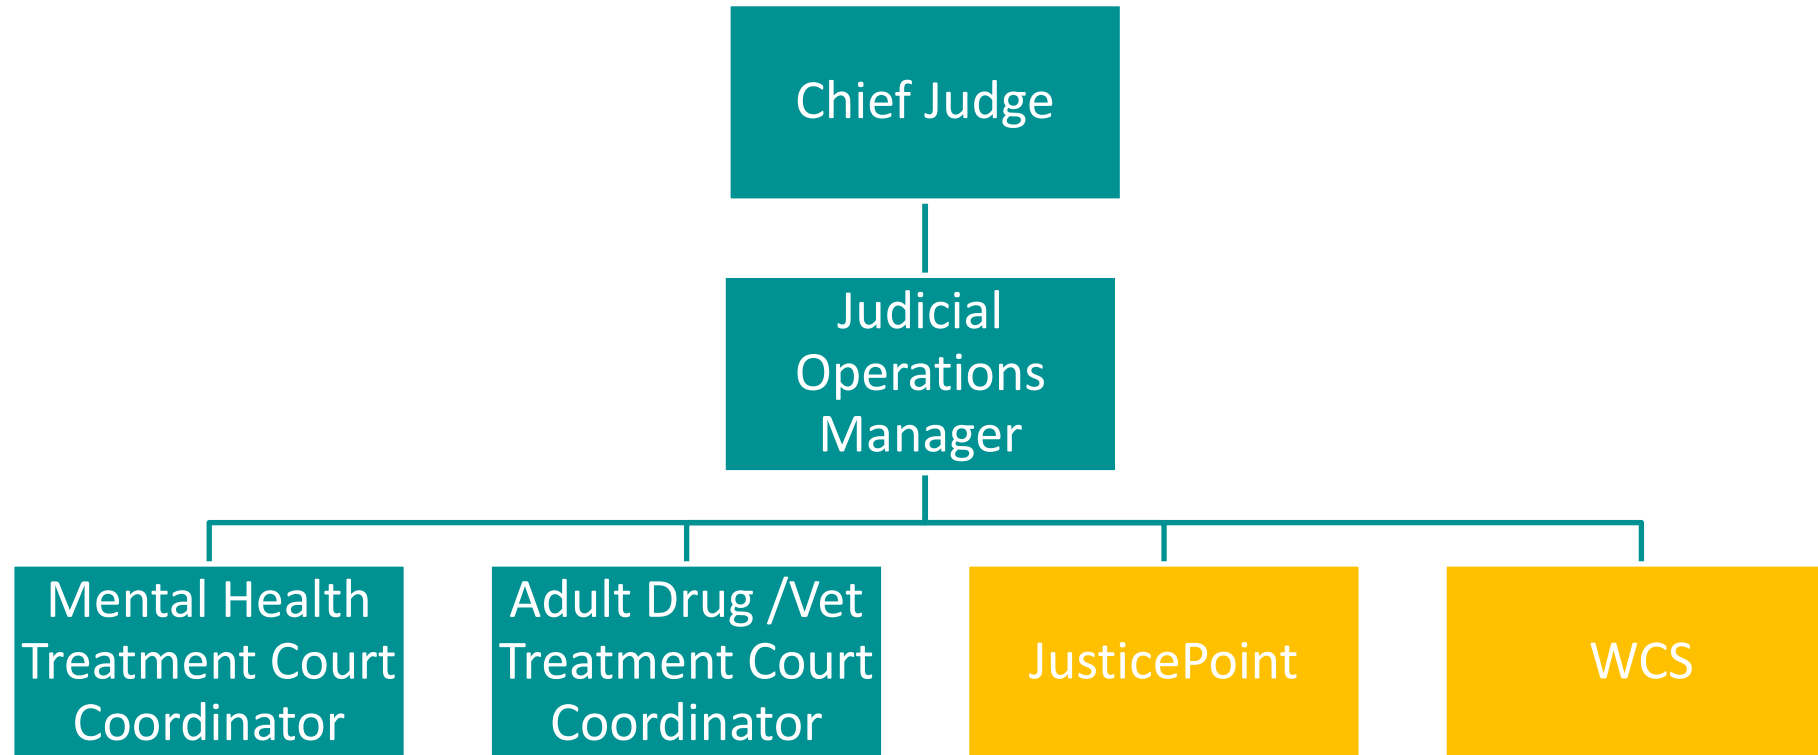 Chief Judge
Judicial
Operations
Manager
Mental Health
Treatment Court
Coordinator
Adult Drug /Vet
Treatment Court
Coordinator
JusticePoint
WCS